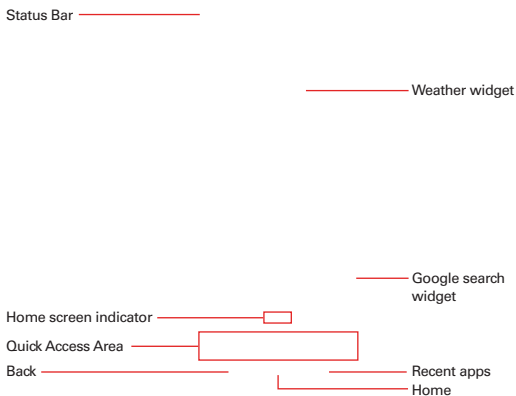 Status Bar
Weather widget
Google search
widget
Home screen indicator
Quick Access Area
Back
Recent apps
Home